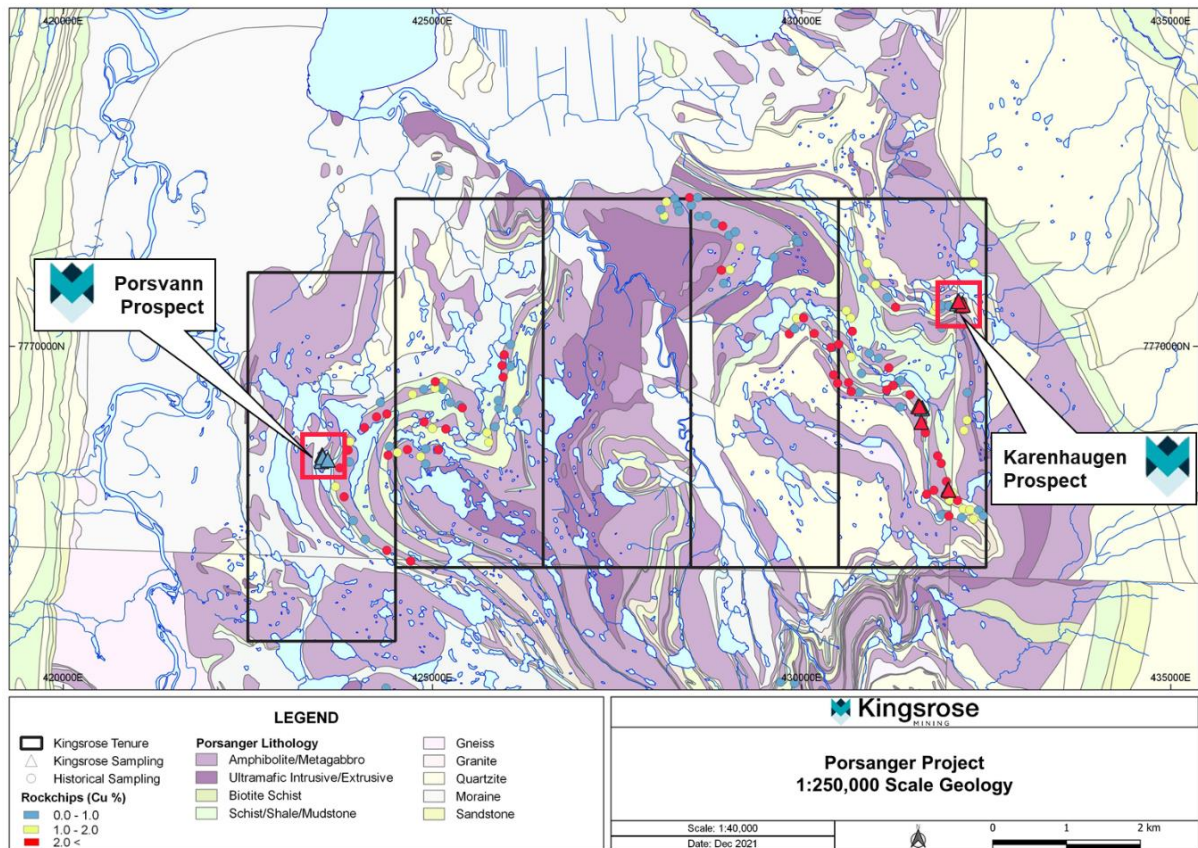 420000E 425000E 430000E 435000E
Porsvann
Prospect
7770000N 7770000N
Karenhaugen
Prospect
420000E 425000E 430000E 435000E
LEGEND
Kingsrose Tenure
Kingsrose Sampling
Historical Sampling
Rockchips (Cu %)
0.0 - 1.0
1.0 - 2.0
2.0 <
Porsanger Lithology
Amphibolite/Metagabbro
Ultramafic Intrusive/Extrusive
Biotite Schist
Schist/Shale/Mudstone
Gneiss
Granite
Quartzite
Moraine
Sandstone
Kingsrose
MINING
Porsanger Project
1:250,000 Scale Geology
Scale: 1:40,000
Date: Dec 2021
0 1 2 km